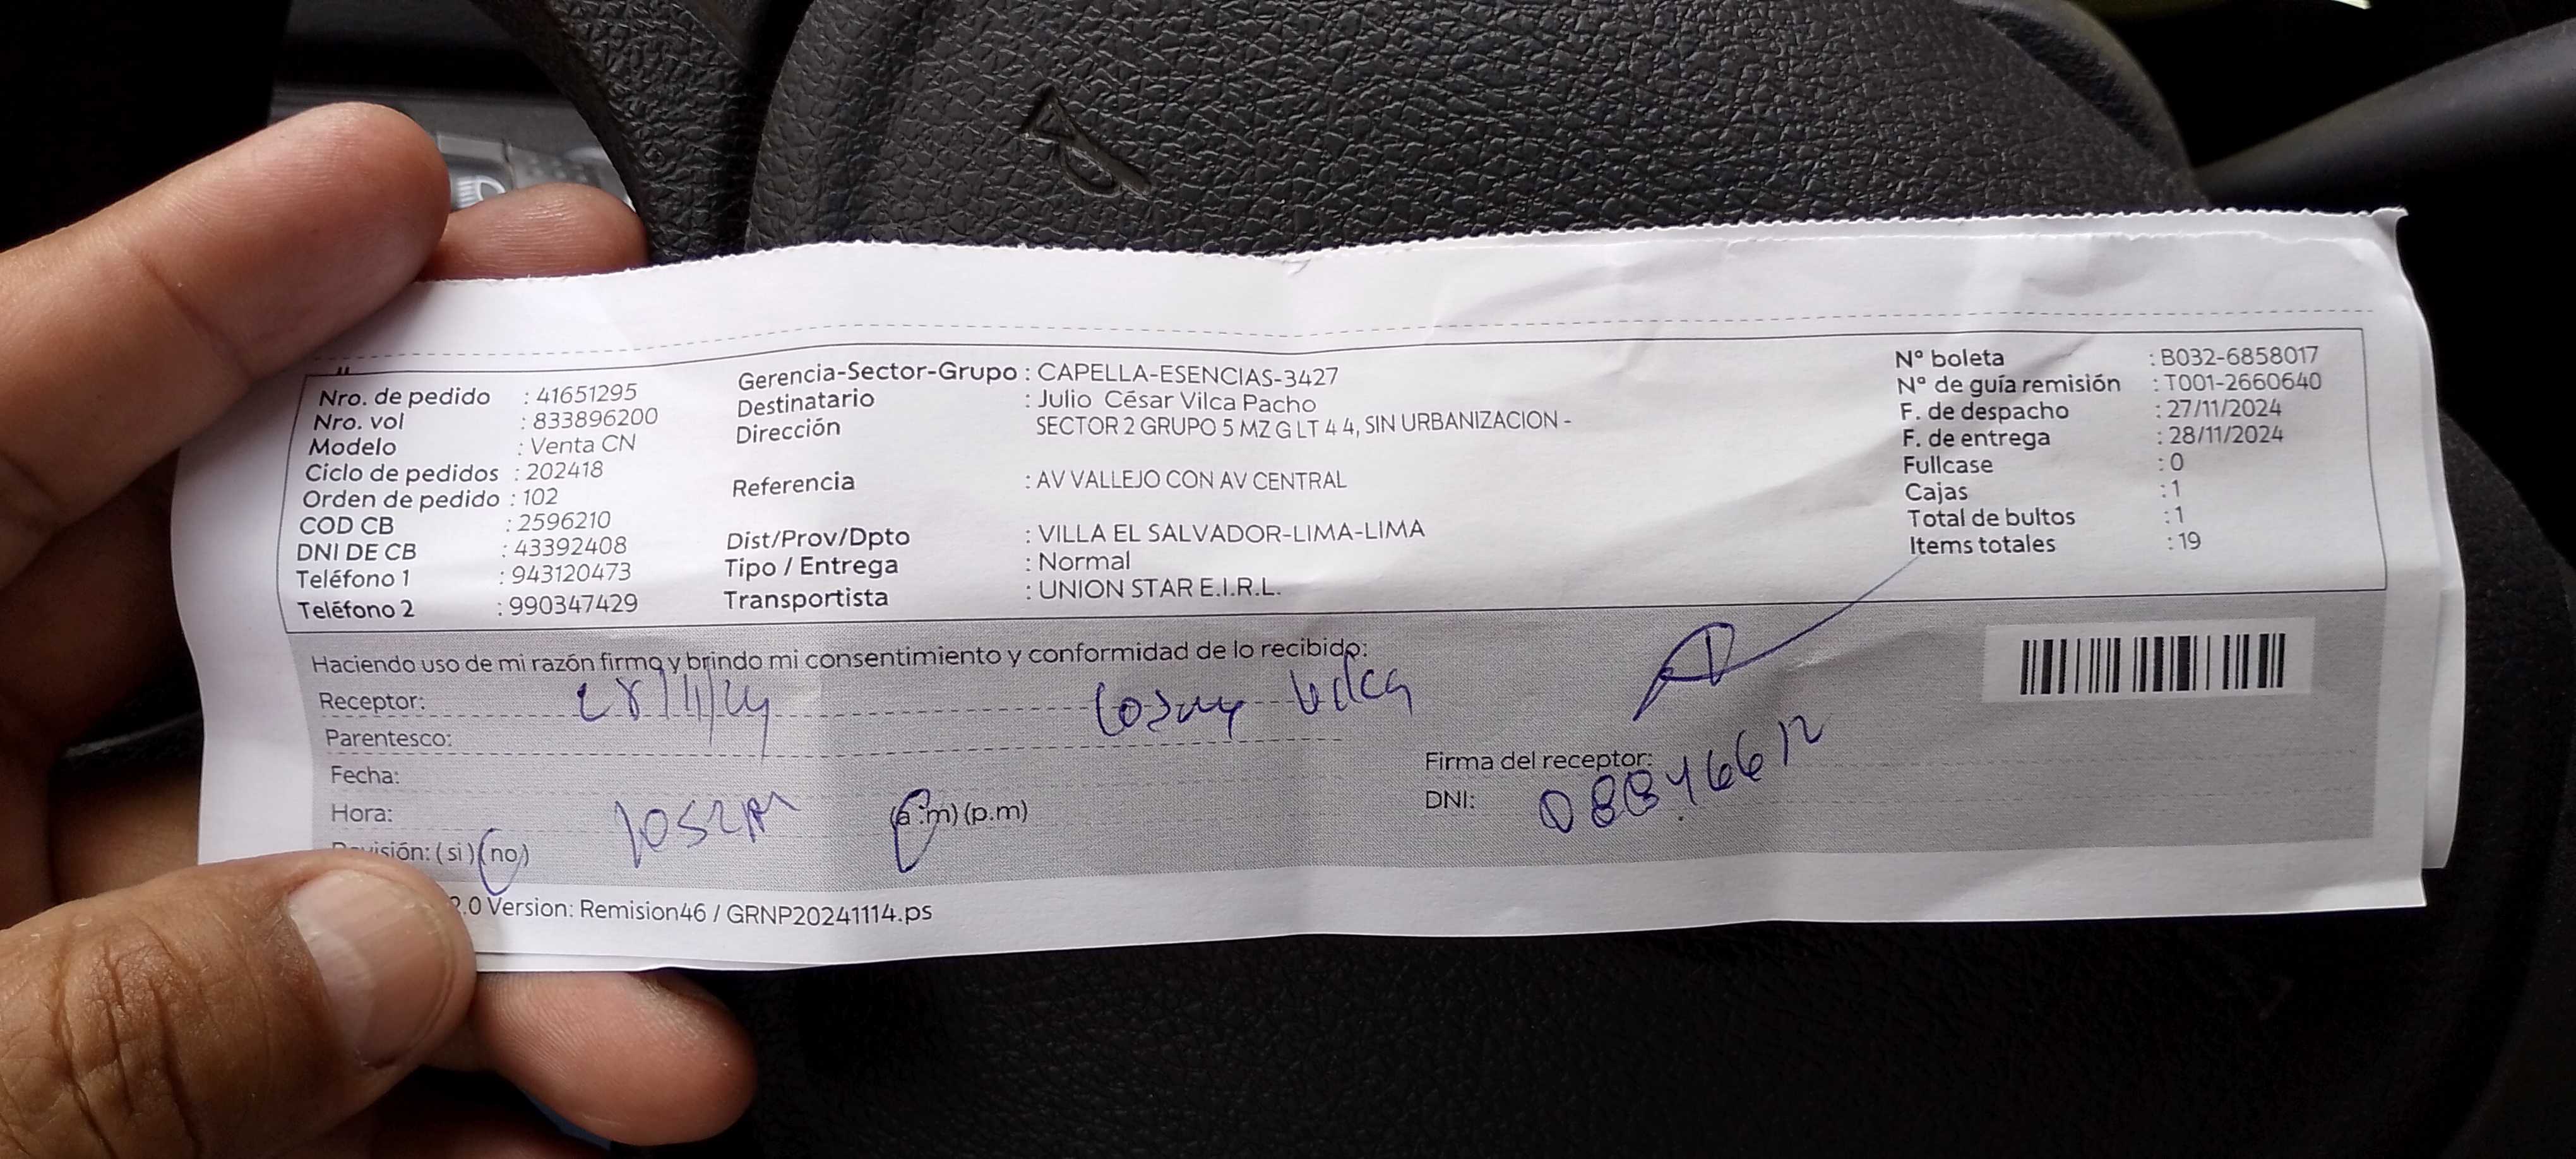 Nro. de pedido : 41651295
Nro. vol : 833896200
Modelo : Venta CN
Ciclo de pedidos : 202418
Orden de pedido : 102
COD CB : 2596210
DNI DE CB : 43392408
Teléfono 1 : 943120473
Teléfono 2 : 990347429
Gerencia-Sector-Grupo : CAPELLA-ESENCIAS-3427
Destinatario : Julio César Vilca Pacho
Dirección : SECTOR 2 GRUPO 5 MZ G LT 4 4, SIN URBANIZACION -
Referencia : AV VALLEJO CON AV CENTRAL
Dist/Prov/Dpto : VILLA EL SALVADOR-LIMA-LIMA
Tipo / Entrega : Normal
Transportista : UNION STAR E.I.R.L.
Nº boleta : B032-6858017
Nº de guía remisión : T001-2660640
F. de despacho : 27/11/2024
F. de entrega : 28/11/2024
Fullcase : 0
Cajas : 1
Total de bultos : 1
Items totales : 19
Haciendo uso de mi razón firmo y brindo mi consentimiento y conformidad de lo recibido:
Receptor: 28/11/24 Vilca
Parentesco:
Fecha:
Hora: 1052 (a.m) (p.m)
Revisión: (si) (no)
Firma del receptor:
DNI:
2.0 Version: Remision46 / GRNP20241114.ps